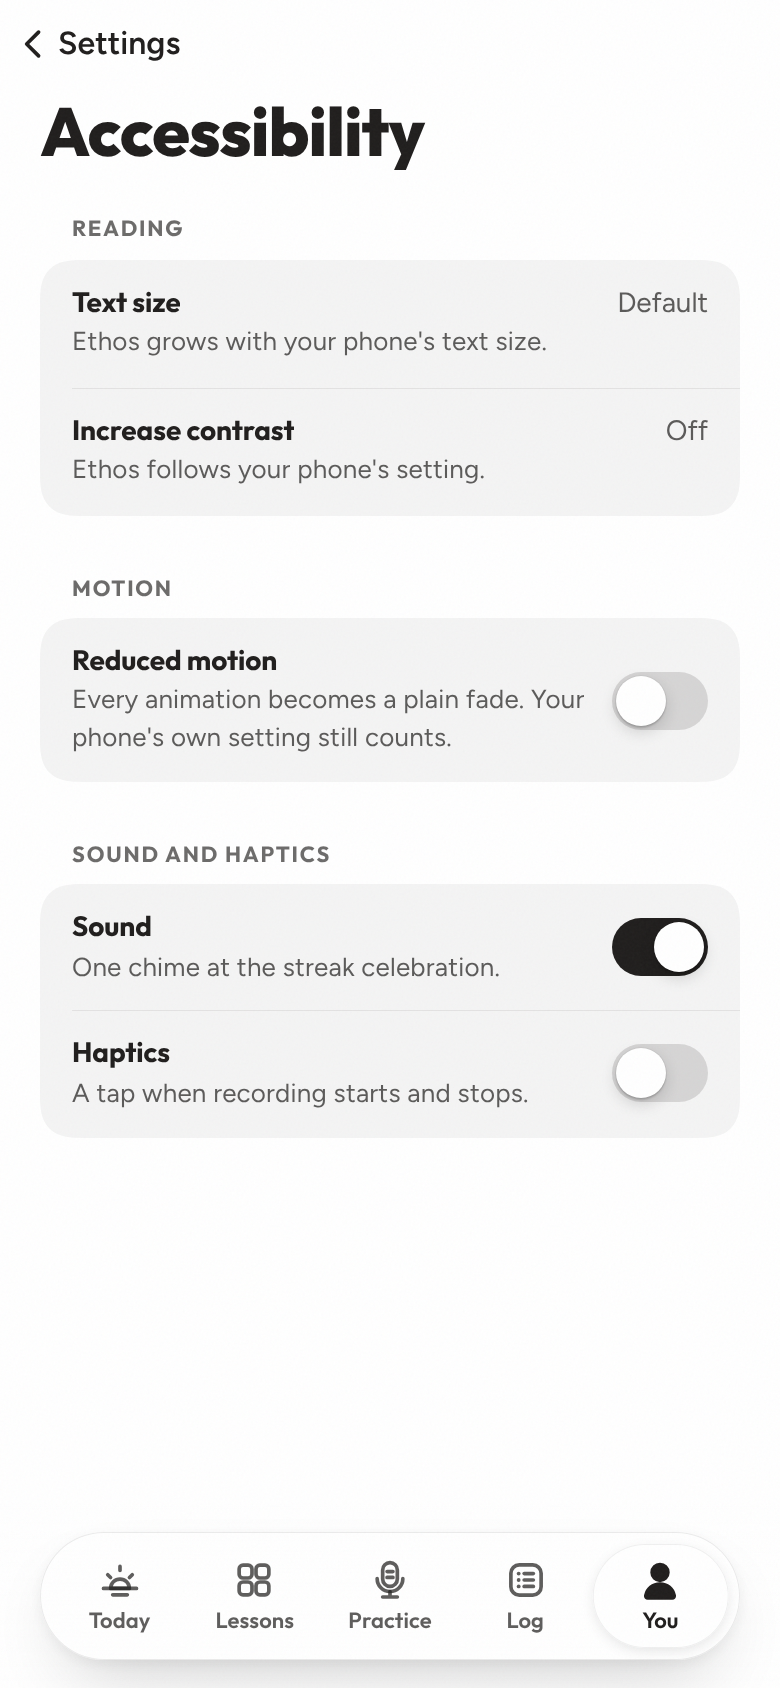 Settings
Accessibility
READING
Text size
Default
Ethos grows with your phone's text size.
Increase contrast
Off
Ethos follows your phone's setting.
MOTION
Reduced motion
Every animation becomes a plain fade. Your
phone's own setting still counts.
SOUND AND HAPTICS
Sound
One chime at the streak celebration.
Haptics
A tap when recording starts and stops.
Today
Lessons
Practice
Log
You